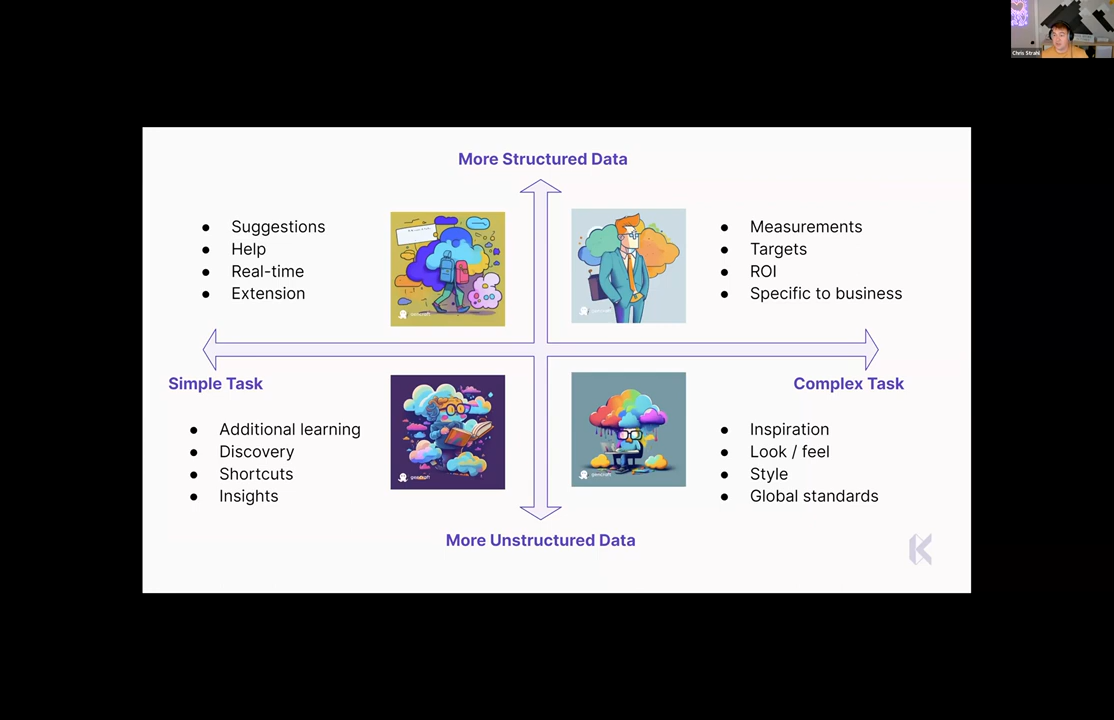 Chris Strahl
More Structured Data
● Suggestions
● Help
● Real-time
● Extension
● Measurements
● Targets
● ROI
● Specific to business
Simple Task
Complex Task
● Additional learning
● Discovery
● Shortcuts
● Insights
● Inspiration
● Look / feel
● Style
● Global standards
More Unstructured Data